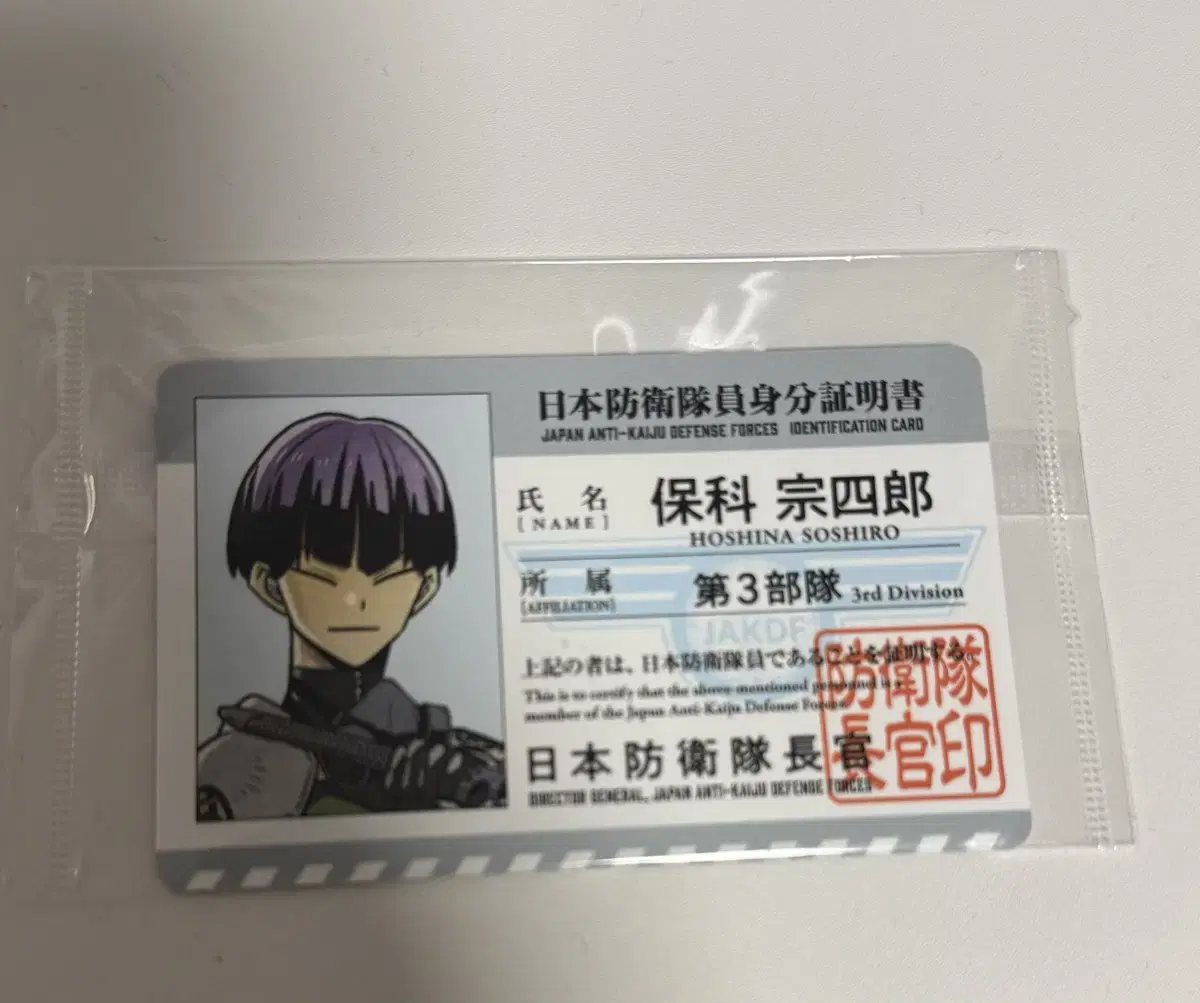 日本防衛隊員身分証明書
JAPAN ANTI-KAIJU DEFENSE FORCES IDENTIFICATION CARD
氏 名 保科 宗四郎
[NAME] HOSHINA SOSHIRO
所 属 第3部隊 3rd Division
[AFFILIATION]
JAKDF
上記の者は、日本防衛隊員であることを証明する。
This is to certify that the above-mentioned personnel is a
member of the Japan Anti-Kaiju Defense Forces.
日本防衛隊長官
DIRECTOR GENERAL, JAPAN ANTI-KAIJU DEFENSE FORCES
防衛隊
長官印